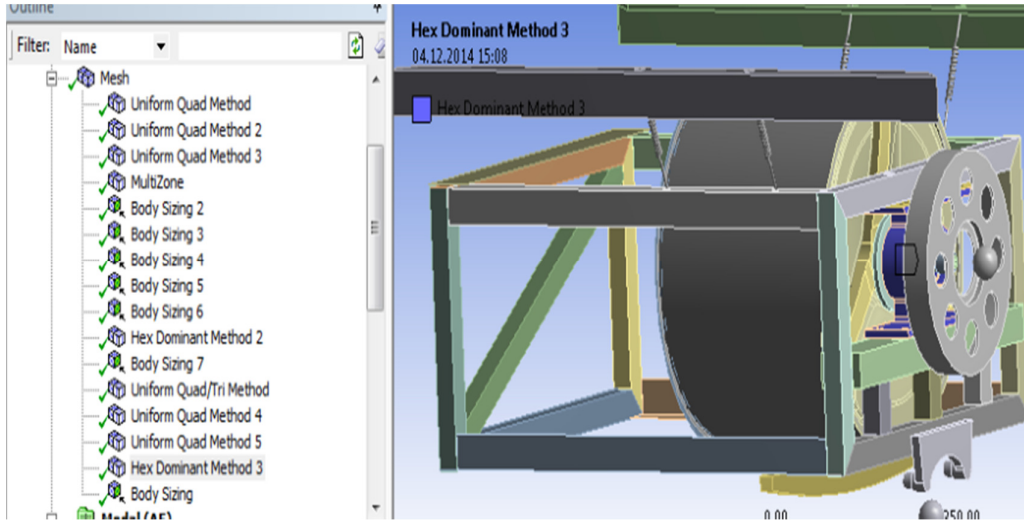 Outline
Filter: Name
Mesh
Uniform Quad Method
Uniform Quad Method 2
Uniform Quad Method 3
MultiZone
Body Sizing 2
Body Sizing 3
Body Sizing 4
Body Sizing 5
Body Sizing 6
Hex Dominant Method 2
Body Sizing 7
Uniform Quad/Tri Method
Uniform Quad Method 4
Uniform Quad Method 5
Hex Dominant Method 3
Body Sizing
Modal (A5)
Hex Dominant Method 3
04.12.2014 15:08
Hex Dominant Method 3
0.00
350.00